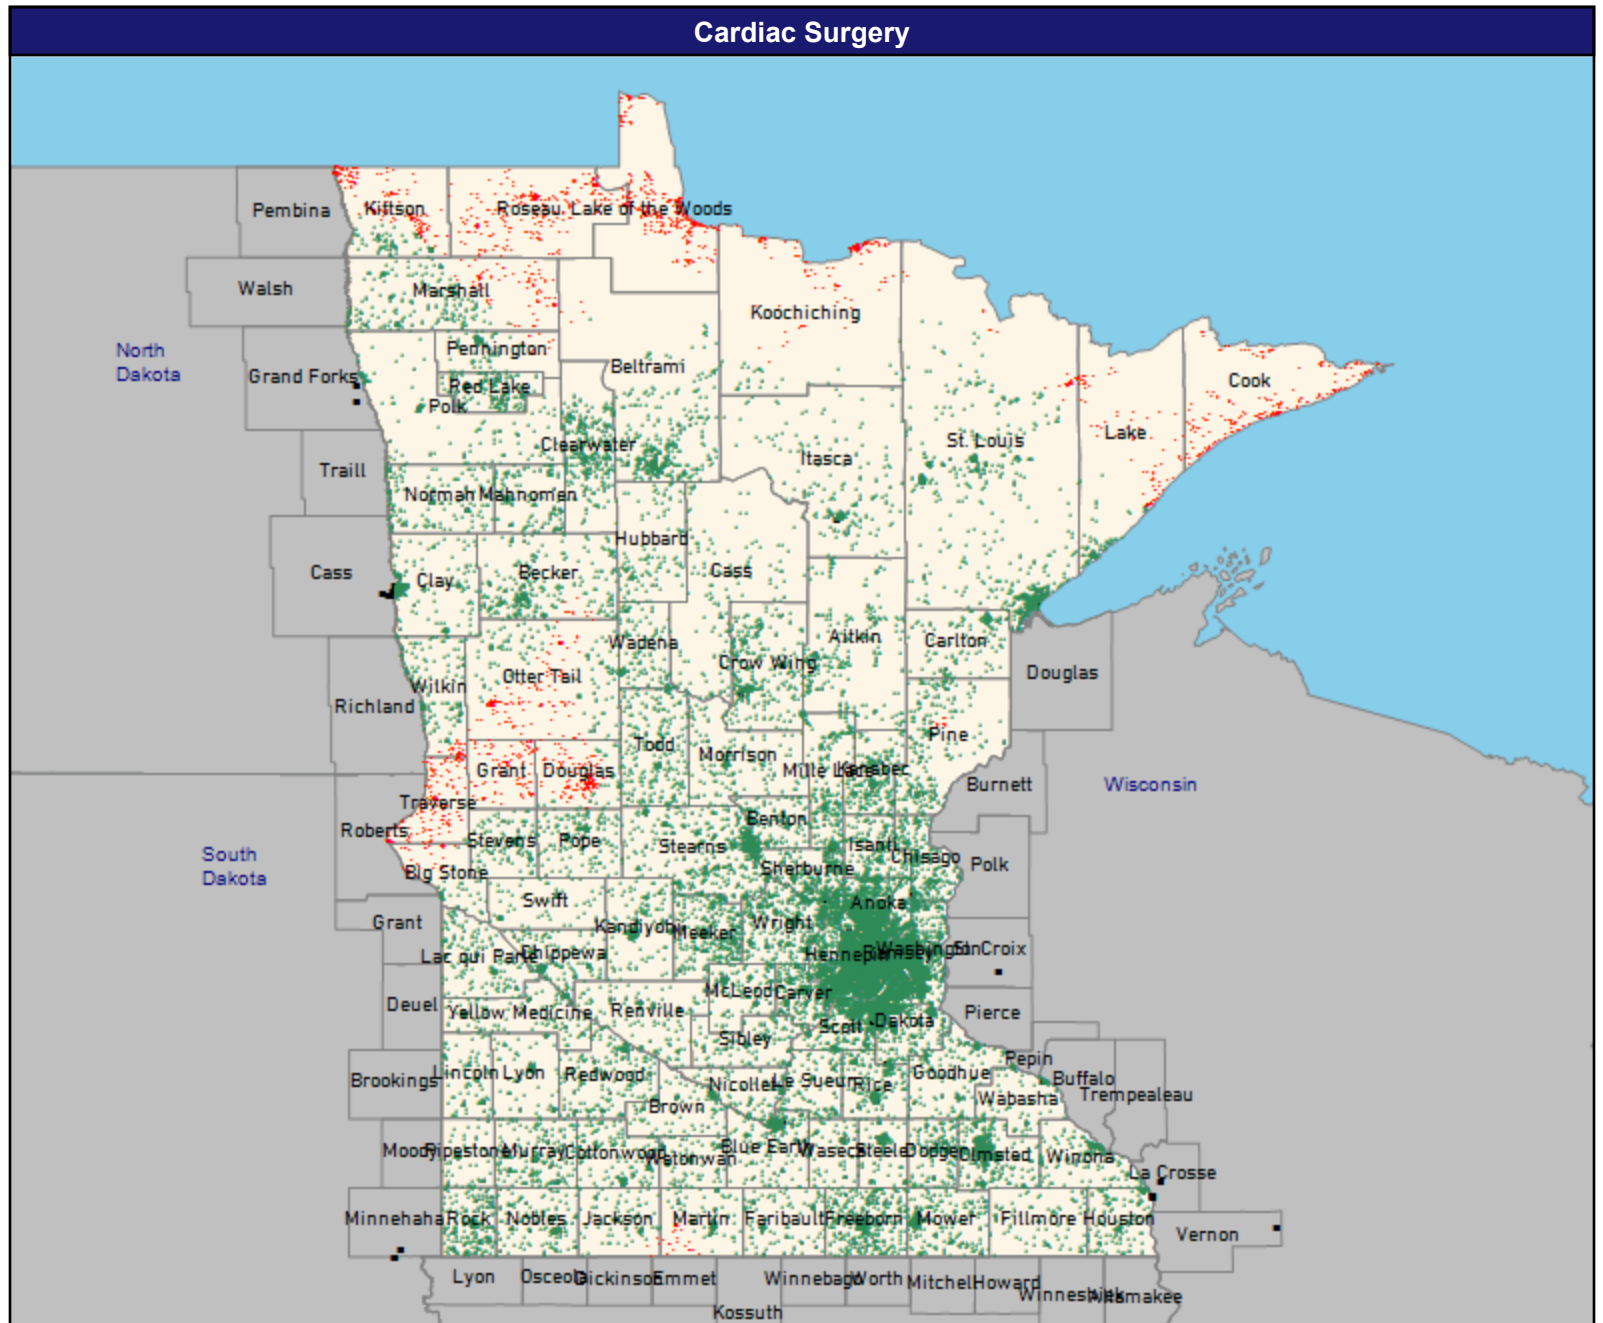 Cardiac Surgery
Pembina
Kittson
Roseau
Lake of the Woods
Walsh
Marshall
Koochiching
North
Dakota
Pennington
Grand Forks
Red Lake
Beltrami
Cook
Polk
Clearwater
St. Louis
Lake
Itasca
Traill
Norman
Mahnomen
Hubbard
Cass
Clay
Becker
Cass
Wadena
Crow Wing
Aitkin
Carlton
Douglas
Otter Tail
Wilkin
Richland
Todd
Morrison
Pine
Grant
Douglas
Mille Lacs
Kanabec
Burnett
Wisconsin
Traverse
Roberts
Stevens
Pope
Stearns
Benton
Isanti
Chisago
Polk
South
Dakota
Big Stone
Sherburne
Swift
Anoka
Grant
Kandiyohi
Meeker
Wright
Lac qui Parle
Chippewa
Hennepin
Ramsey
Washington
St Croix
Deuel
Yellow Medicine
Renville
McLeod
Carver
Scott
Dakota
Pierce
Sibley
Brookings
Lincoln
Lyon
Redwood
Nicollet
Le Sueur
Rice
Goodhue
Pepin
Buffalo
Trempealeau
Wabasha
Brown
Moody
Pipestone
Murray
Cottonwood
Watonwan
Blue Earth
Waseca
Steele
Dodge
Olmsted
Winona
La Crosse
Minnehaha
Rock
Nobles
Jackson
Martin
Faribault
Freeborn
Mower
Fillmore
Houston
Vernon
Lyon
Osceola
Dickinson
Emmet
Kossuth
Winnebago
Worth
Mitchell
Howard
Winneshiek
Allamakee